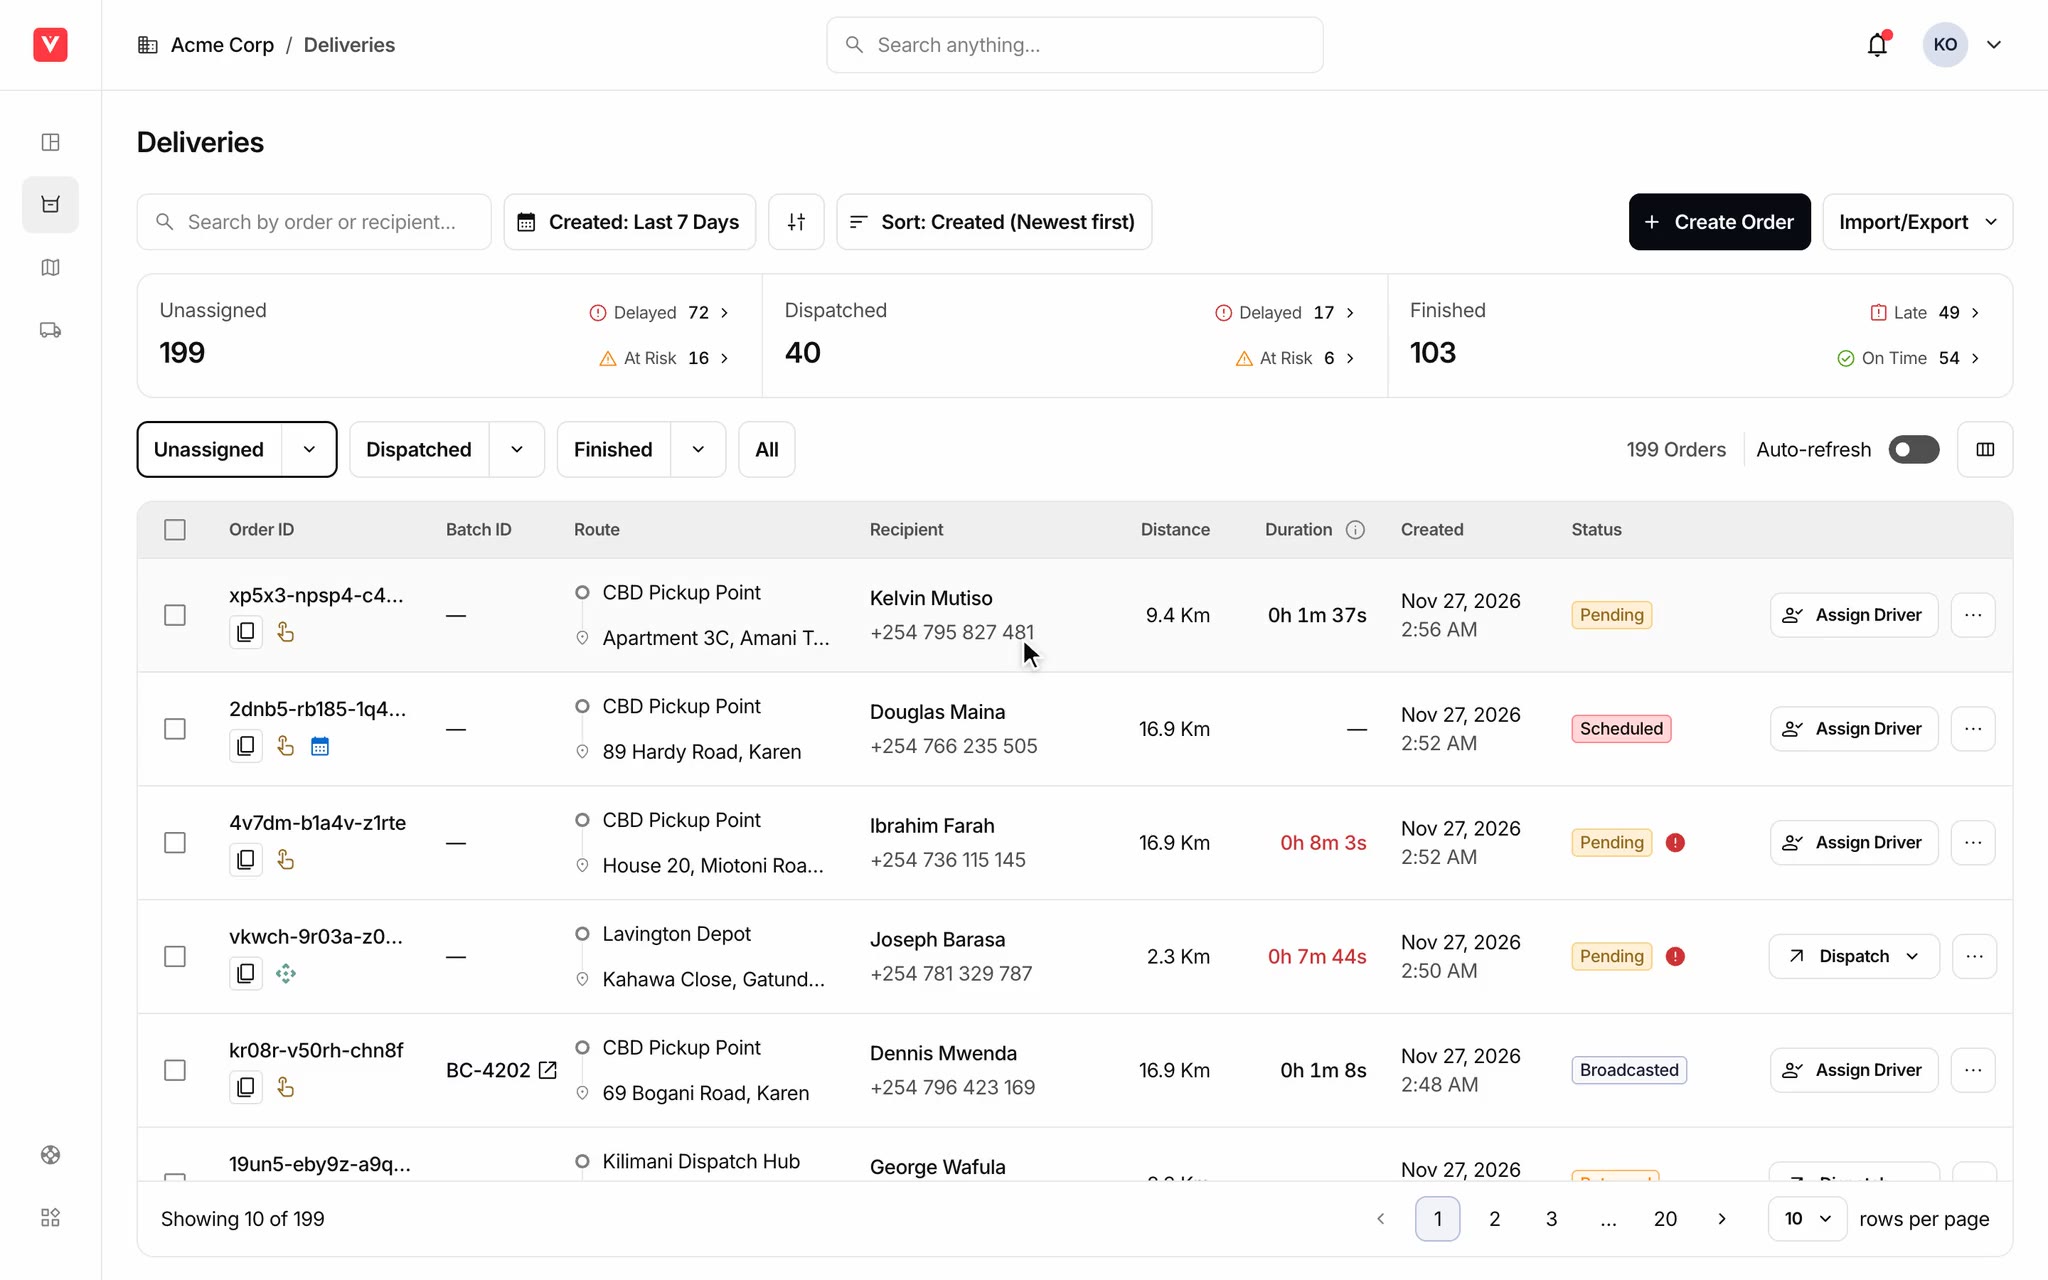 Acme Corp / Deliveries
Search anything...
KO
Deliveries
Search by order or recipient...
Created: Last 7 Days
Sort: Created (Newest first)
+ Create Order
Import/Export
Unassigned
199
Delayed 72
At Risk 16
Dispatched
40
Delayed 17
At Risk 6
Finished
103
Late 49
On Time 54
Unassigned
Dispatched
Finished
All
199 Orders
Auto-refresh
Order ID Batch ID Route Recipient Distance Duration Created Status
xp5x3-npsp4-c4...
—
CBD Pickup Point
Apartment 3C, Amani T...
Kelvin Mutiso
+254 795 827 481
9.4 Km
0h 1m 37s
Nov 27, 2026
2:56 AM
Pending
Assign Driver
...
2dnb5-rb185-1q4...
—
CBD Pickup Point
89 Hardy Road, Karen
Douglas Maina
+254 766 235 505
16.9 Km
—
Nov 27, 2026
2:52 AM
Scheduled
Assign Driver
...
4v7dm-b1a4v-z1rte
—
CBD Pickup Point
House 20, Miotoni Roa...
Ibrahim Farah
+254 736 115 145
16.9 Km
0h 8m 3s
Nov 27, 2026
2:52 AM
Pending
Assign Driver
...
vkwch-9r03a-z0...
—
Lavington Depot
Kahawa Close, Gatund...
Joseph Barasa
+254 781 329 787
2.3 Km
0h 7m 44s
Nov 27, 2026
2:50 AM
Pending
Dispatch
...
kr08r-v50rh-chn8f
BC-4202
CBD Pickup Point
69 Bogani Road, Karen
Dennis Mwenda
+254 796 423 169
16.9 Km
0h 1m 8s
Nov 27, 2026
2:48 AM
Broadcasted
Assign Driver
...
19un5-eby9z-a9q...
Kilimani Dispatch Hub
George Wafula
Nov 27, 2026
Showing 10 of 199
1 2 3 ... 20
10 rows per page